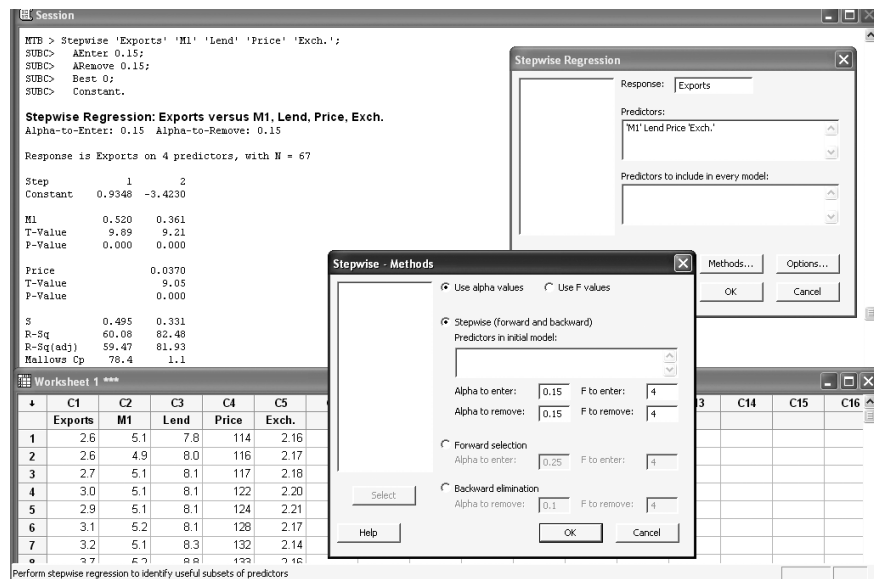 Session
MTB > Stepwise 'Exports' 'M1' 'Lend' 'Price' 'Exch.';
SUBC> AEnter 0.15;
SUBC> ARemove 0.15;
SUBC> Best 0;
SUBC> Constant.
Stepwise Regression: Exports versus M1, Lend, Price, Exch.
Alpha-to-Enter: 0.15 Alpha-to-Remove: 0.15
Response is Exports on 4 predictors, with N = 67
Step 1 2
Constant 0.9348 -3.4230
M1 0.520 0.361
T-Value 9.89 9.21
P-Value 0.000 0.000
Price 0.0370
T-Value 9.05
P-Value 0.000
S 0.495 0.331
R-Sq 60.08 82.48
R-Sq(adj) 59.47 81.93
Mallows Cp 78.4 1.1
Stepwise Regression
Response: Exports
Predictors:
'M1' Lend Price 'Exch.'
Predictors to include in every model:
Methods... Options...
OK Cancel
Stepwise - Methods
Use alpha values Use F values
Stepwise (forward and backward)
Predictors in initial model:
Alpha to enter: 0.15 F to enter: 4
Alpha to remove: 0.15 F to remove: 4
Forward selection
Alpha to enter: 0.25 F to enter: 4
Backward elimination
Alpha to remove: 0.1 F to remove: 4
Select
Help OK Cancel
Worksheet 1 ***
C1 C2 C3 C4 C5 C14 C15 C16
Exports M1 Lend Price Exch.
1 2.6 5.1 7.8 114 2.16
2 2.6 4.9 8.0 116 2.17
3 2.7 5.1 8.1 117 2.18
4 3.0 5.1 8.1 122 2.20
5 2.9 5.1 8.1 124 2.21
6 3.1 5.2 8.1 128 2.17
7 3.2 5.1 8.3 132 2.14
Perform stepwise regression to identify useful subsets of predictors